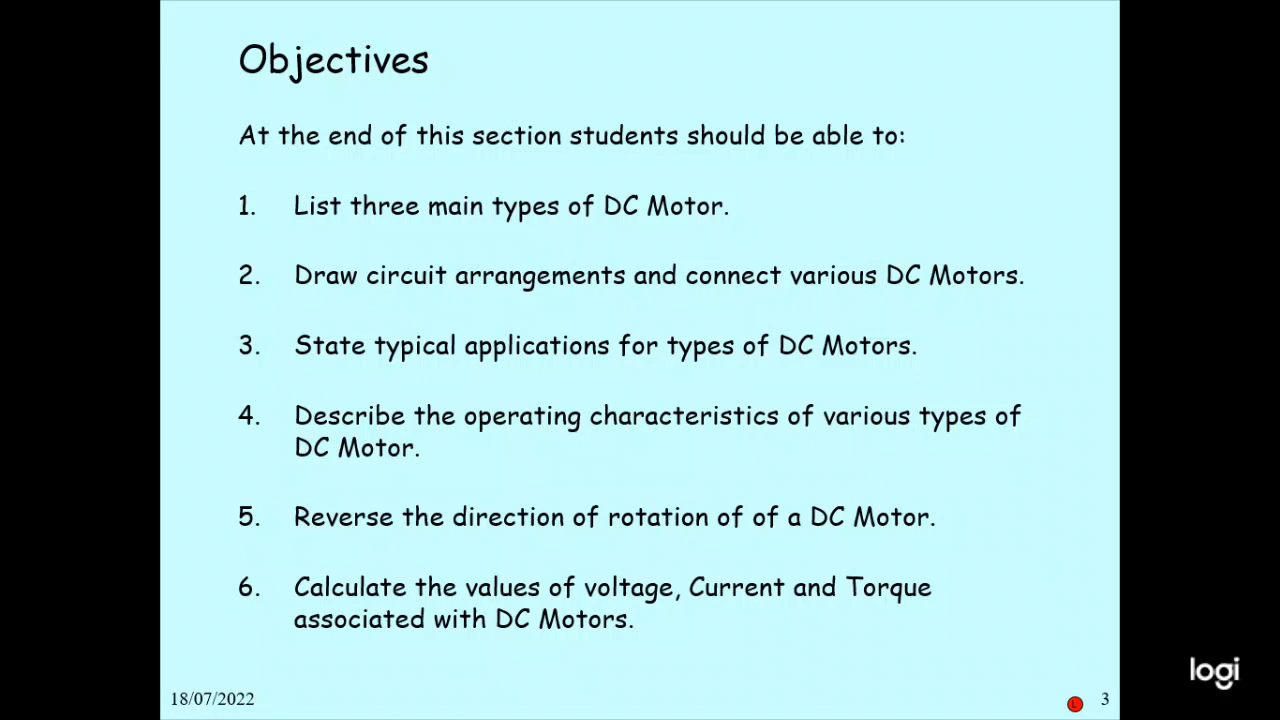 Objectives
At the end of this section students should be able to:
1. List three main types of DC Motor.
2. Draw circuit arrangements and connect various DC Motors.
3. State typical applications for types of DC Motors.
4. Describe the operating characteristics of various types of
DC Motor.
5. Reverse the direction of rotation of of a DC Motor.
6. Calculate the values of voltage, Current and Torque
associated with DC Motors.
18/07/2022
L
3
logi